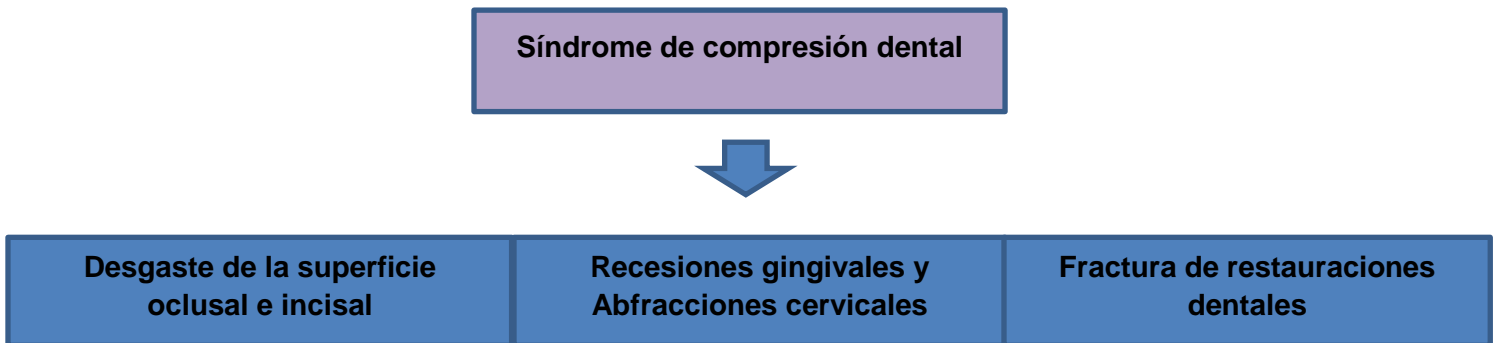 Síndrome de compresión dental
Desgaste de la superficie
oclusal e incisal
Recesiones gingivales y
Abfracciones cervicales
Fractura de restauraciones
dentales